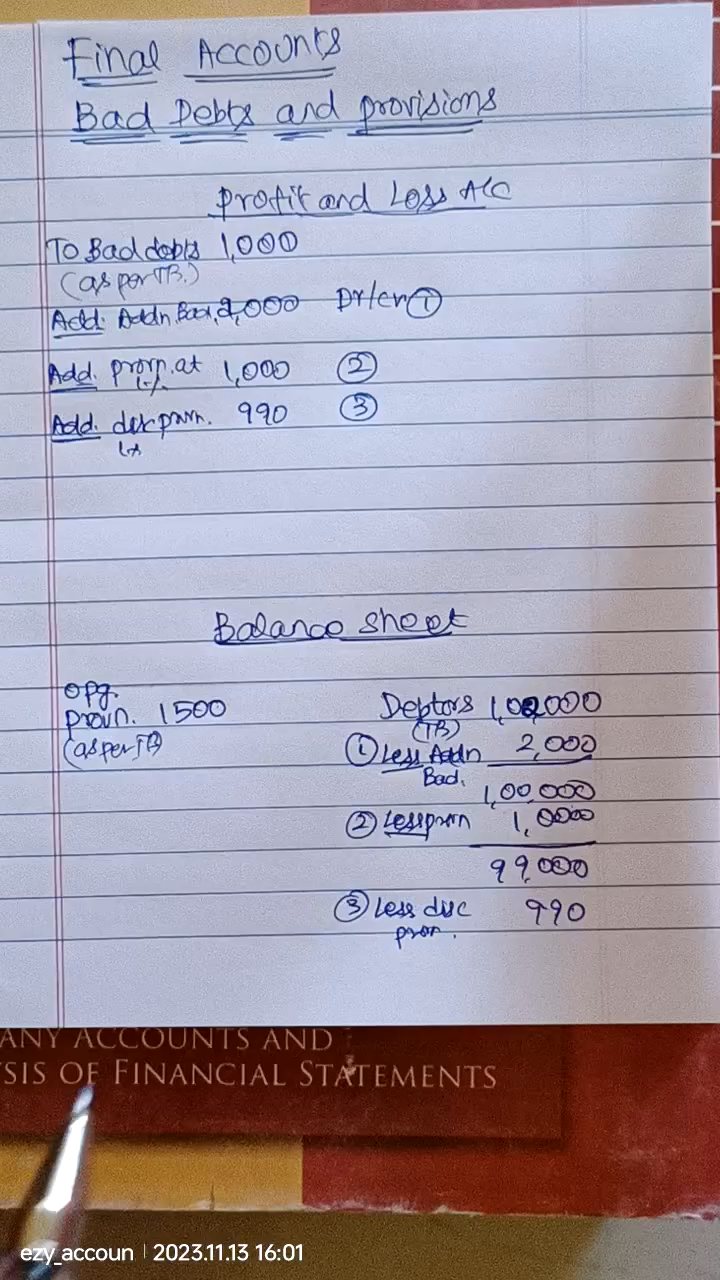 Final Accounts
Bad Debts and provisions
Profit and Loss A/C
To Bad debts 1,000
(as per TB.)
Add: Addn. Bad, 2,000 Dr/cr ①
Add. provn. at 1,000 ②
1%
Add. disc provn. 990 ③
1%
Balance sheet
opg.
provn. 1500
(as per TB)
Debtors 1,02,000
(TB)
① Less Addn 2,000
Bad.
1,00,000
② Less provn 1,000
99,000
③ Less disc 990
provn.
ANY ACCOUNTS AND
SIS OF FINANCIAL STATEMENTS
ezy_accoun | 2023.11.13 16:01